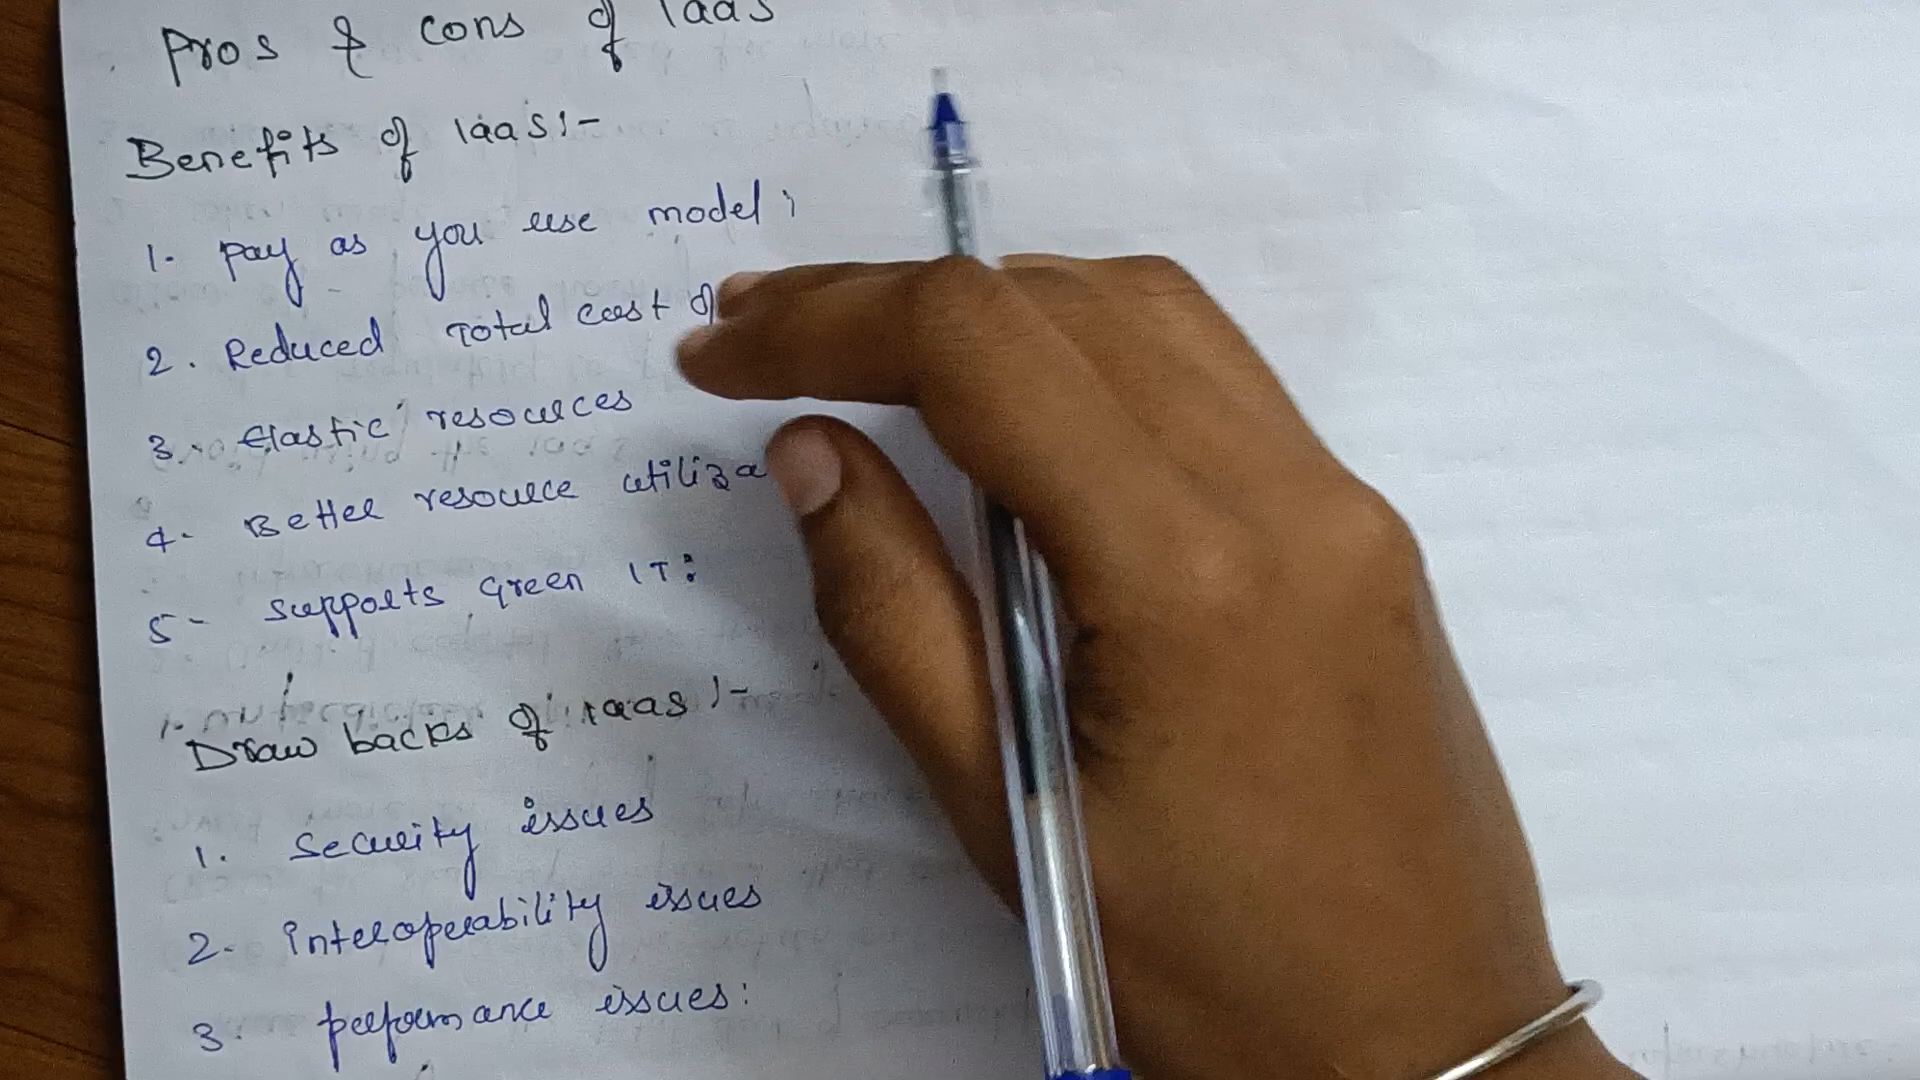 Pros & cons of Iaas
Benefits of Iaas:-
1. Pay as you use model:
2. Reduced Total cost of
3. Elastic resources
4. Better resource utiliza
5- supports Green IT:
Draw backs of Iaas:-
1. Security issues
2- interoperability issues
3. performance issues: